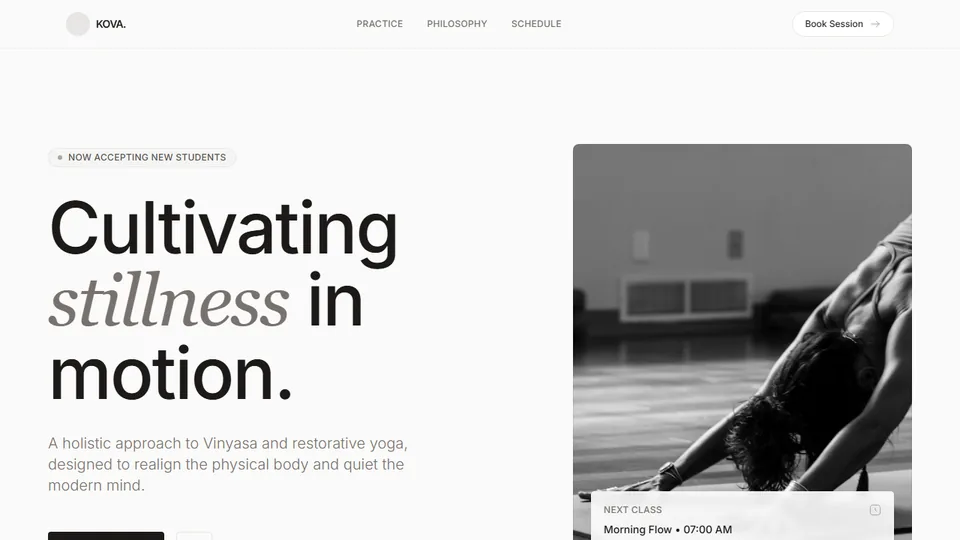 KOVA.
PRACTICE
PHILOSOPHY
SCHEDULE
Book Session
NOW ACCEPTING NEW STUDENTS
Cultivating
stillness in
motion.
A holistic approach to Vinyasa and restorative yoga,
designed to realign the physical body and quiet the
modern mind.
NEXT CLASS
Morning Flow • 07:00 AM